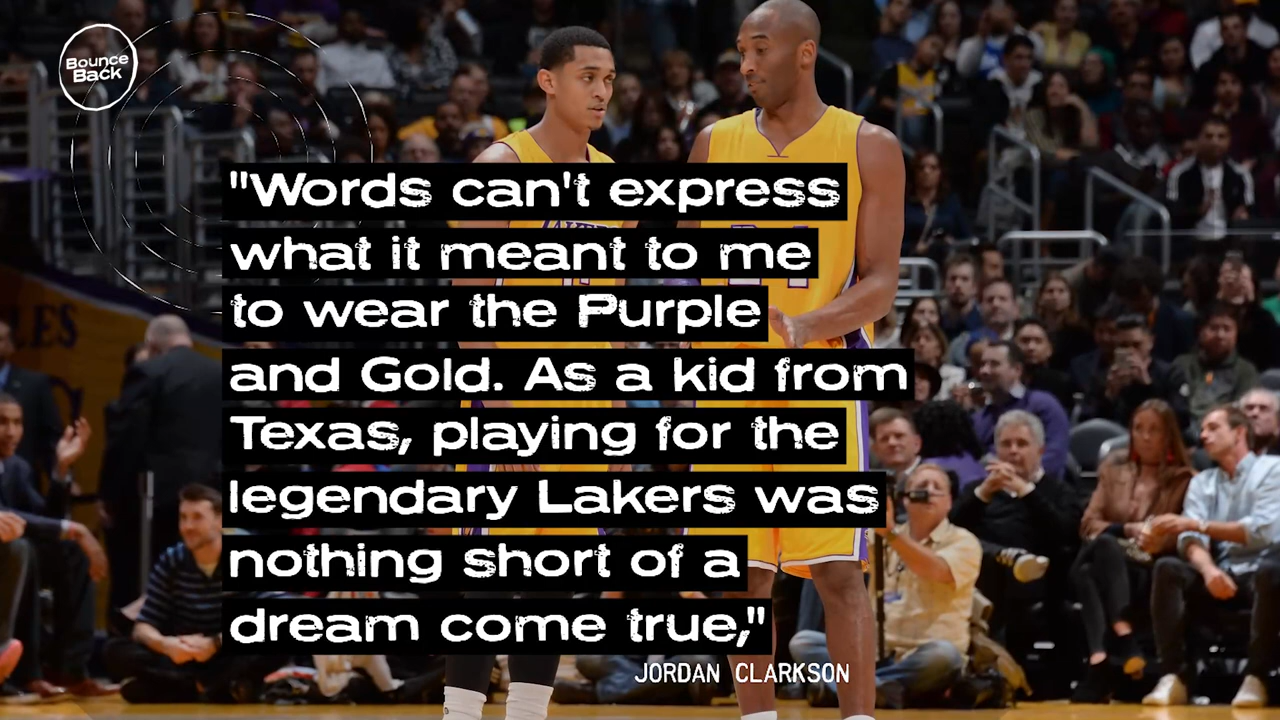 Bounce
Back
"Words can't express
what it meant to me
to wear the Purple
and Gold. As a kid from
Texas, playing for the
legendary Lakers was
nothing short of a
dream come true,"
JORDAN CLARKSON